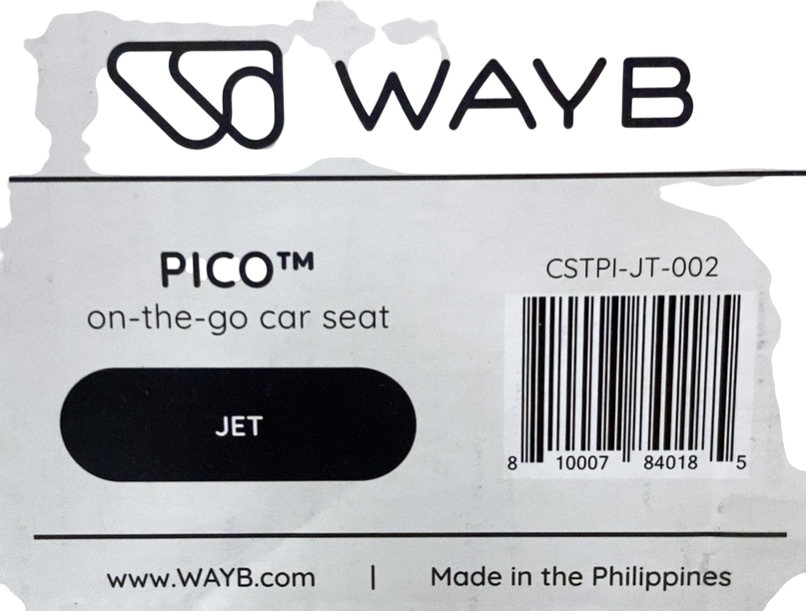 WAYB
PICO™
on-the-go car seat
JET
CSTPI-JT-002
8 10007 84018 5
www.WAYB.com | Made in the Philippines